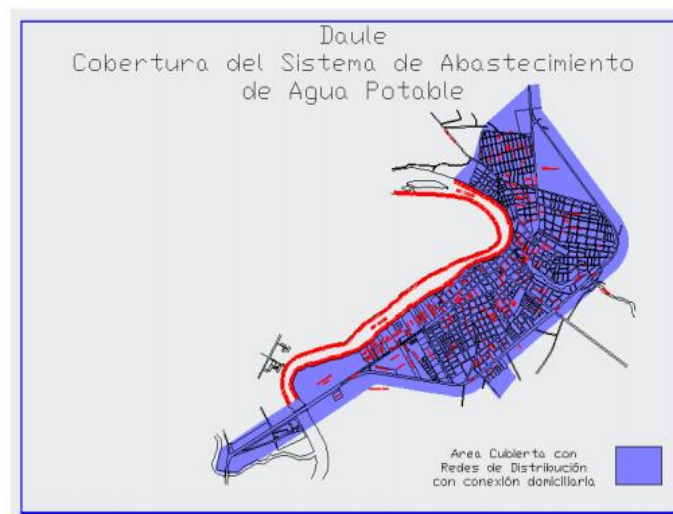 Daule
Cobertura del Sistema de Abastecimiento
de Agua Potable
Area Cubierta con
Redes de Distribución
con conexión domiciliaria